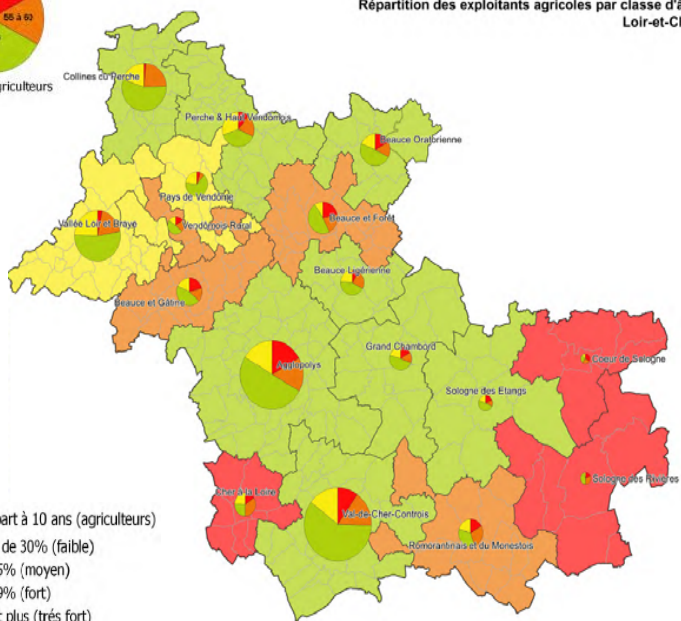 Répartition des exploitants agricoles par classe d'â
Loir-et-Ch
55 à 60
riculteurs
Collines du Perche
Perche & Haut Vendômois
Beauce Oratorienne
Pays de Vendôme
Vallée Loir et Braye
Vendômois Rural
Beauce et Forêt
Beauce Ligérienne
Beauce et Gâtine
Grand Chambord
Coeur de Sologne
Agglopolys
Sologne des Etangs
Sologne des Rivières
Cher à la Loire
Val-de-Cher-Controis
Romorantinais et du Monestois
part à 10 ans (agriculteurs)
de 30% (faible)
5% (moyen)
9% (fort)
t plus (trés fort)